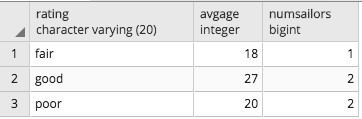 rating avgage numsailors
character varying (20) integer bigint
1 fair 18 1
2 good 27 2
3 poor 20 2